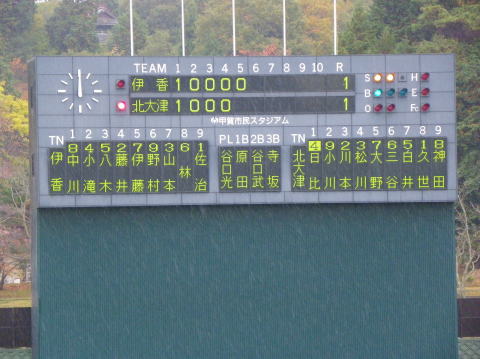 TEAM 1 2 3 4 5 6 7 8 9 10 R
伊 香 1 0 0 0 0 1
北大津 1 0 0 0 1
S H
B E
O Fc
甲賀市民スタジアム
TN 1 2 3 4 5 6 7 8 9
8 4 5 2 7 9 3 6 1
伊香 中川 小滝 八木 藤井 伊藤 野村 山本 林 佐治
PL 1B 2B 3B
谷口光 原田 谷口武 寺坂
TN 1 2 3 4 5 6 7 8 9
4 9 2 3 7 6 5 1 8
北大津 日比 小川 川本 松川 大野 三谷 白井 久世 神田